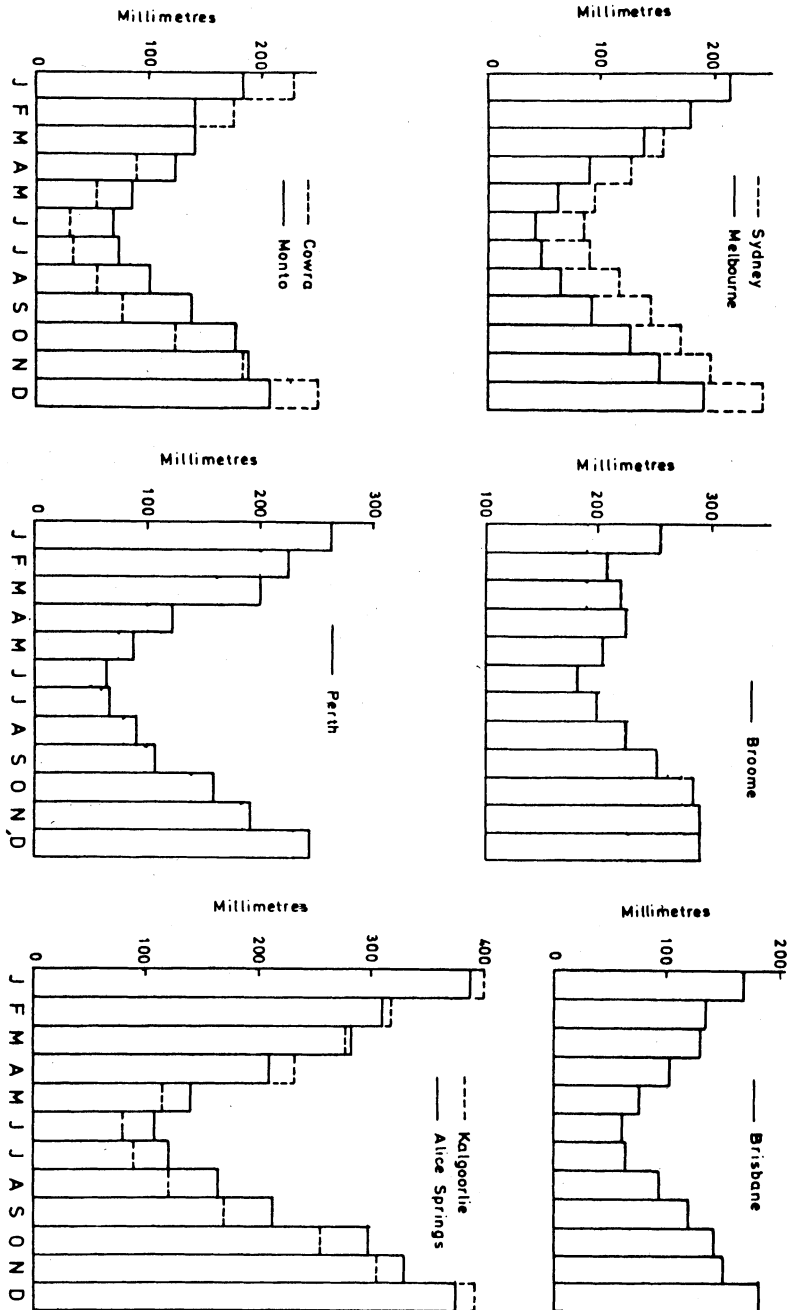 Millimetres
200
100
0
Sydney
Melbourne
Millimetres
300
200
100
Broome
Millimetres
200
100
0
Brisbane
Millimetres
200
100
0
Cowra
Monto
J F M A M J J A S O N D
Millimetres
300
200
100
0
Perth
J F M A M J J A S O N D
Millimetres
400
300
200
100
0
Kalgoorlie
Alice Springs
J F M A M J J A S O N D